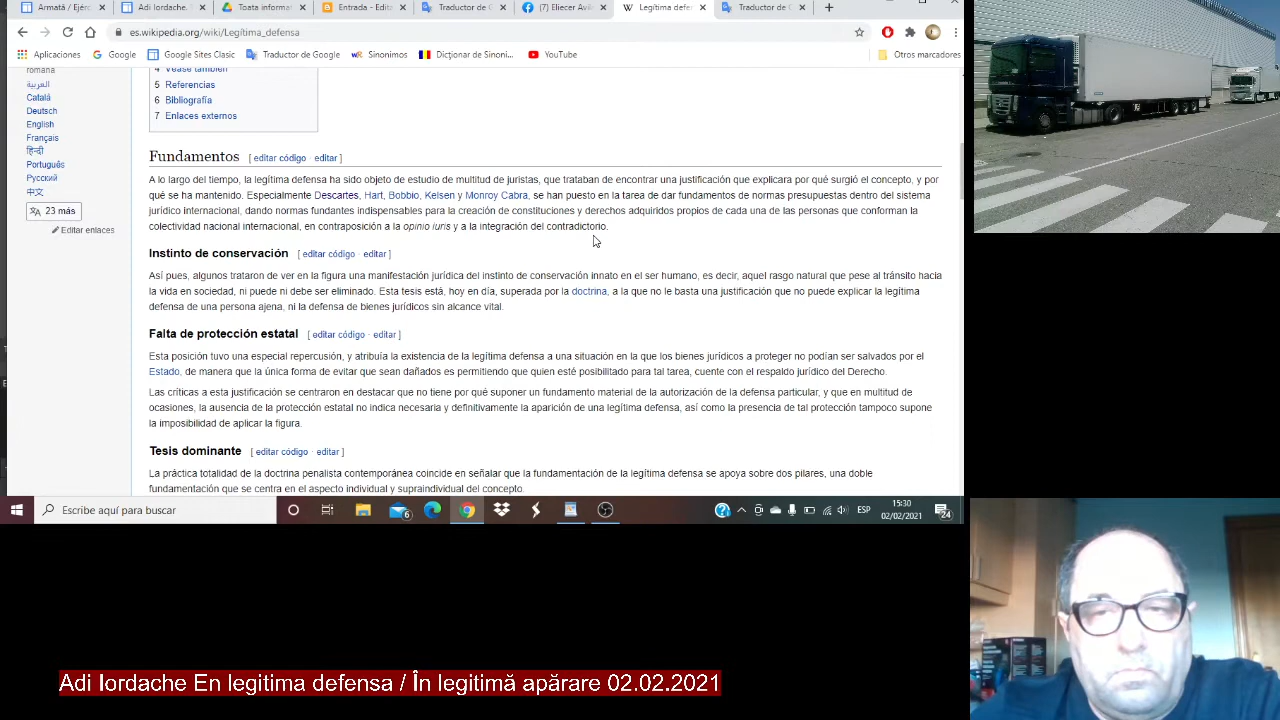 Armată / Ejérc
Adi Iordache.
Toata informat
Entrada - Edita
Traductor de G
(7) Eliecer Avila
Legítima defen
Traductor de G
es.wikipedia.org/wiki/Legítima_defensa
Aplicaciones
Google
Google Sites Clasic
Traductor de Google
Sinonimos
Dicționar de Sinoni...
YouTube
Otros marcadores
română
العربية
Català
Deutsch
English
Français
हिन्दी
Português
Русский
中文
23 más
Editar enlaces
4 Véase también
5 Referencias
6 Bibliografía
7 Enlaces externos
Fundamentos [ editar código · editar ]
A lo largo del tiempo, la legítima defensa ha sido objeto de estudio de multitud de juristas, que trataban de encontrar una justificación que explicara por qué surgió el concepto, y por
qué se ha mantenido. Especialmente Descartes, Hart, Bobbio, Kelsen y Monroy Cabra, se han puesto en la tarea de dar fundamentos de normas presupuestas dentro del sistema
jurídico internacional, dando normas fundantes indispensables para la creación de constituciones y derechos adquiridos propios de cada una de las personas que conforman la
colectividad nacional internacional, en contraposición a la opinio iuris y a la integración del contradictorio.
Instinto de conservación [ editar código · editar ]
Así pues, algunos trataron de ver en la figura una manifestación jurídica del instinto de conservación innato en el ser humano, es decir, aquel rasgo natural que pese al tránsito hacia
la vida en sociedad, ni puede ni debe ser eliminado. Esta tesis está, hoy en día, superada por la doctrina, a la que no le basta una justificación que no puede explicar la legítima
defensa de una persona ajena, ni la defensa de bienes jurídicos sin alcance vital.
Falta de protección estatal [ editar código · editar ]
Esta posición tuvo una especial repercusión, y atribuía la existencia de la legítima defensa a una situación en la que los bienes jurídicos a proteger no podían ser salvados por el
Estado, de manera que la única forma de evitar que sean dañados es permitiendo que quien esté posibilitado para tal tarea, cuente con el respaldo jurídico del Derecho.
Las críticas a esta justificación se centraron en destacar que no tiene por qué suponer un fundamento material de la autorización de la defensa particular, y que en multitud de
ocasiones, la ausencia de la protección estatal no indica necesaria y definitivamente la aparición de una legítima defensa, así como la presencia de tal protección tampoco supone
la imposibilidad de aplicar la figura.
Tesis dominante [ editar código · editar ]
La práctica totalidad de la doctrina penalista contemporánea coincide en señalar que la fundamentación de la legítima defensa se apoya sobre dos pilares, una doble
fundamentación que se centra en el aspecto individual y supraindividual del concepto.
Escribe aquí para buscar
6
ESP
15:30
02/02/2021
24
Adi Iordache En legitima defensa / În legitimă apărare 02.02.2021